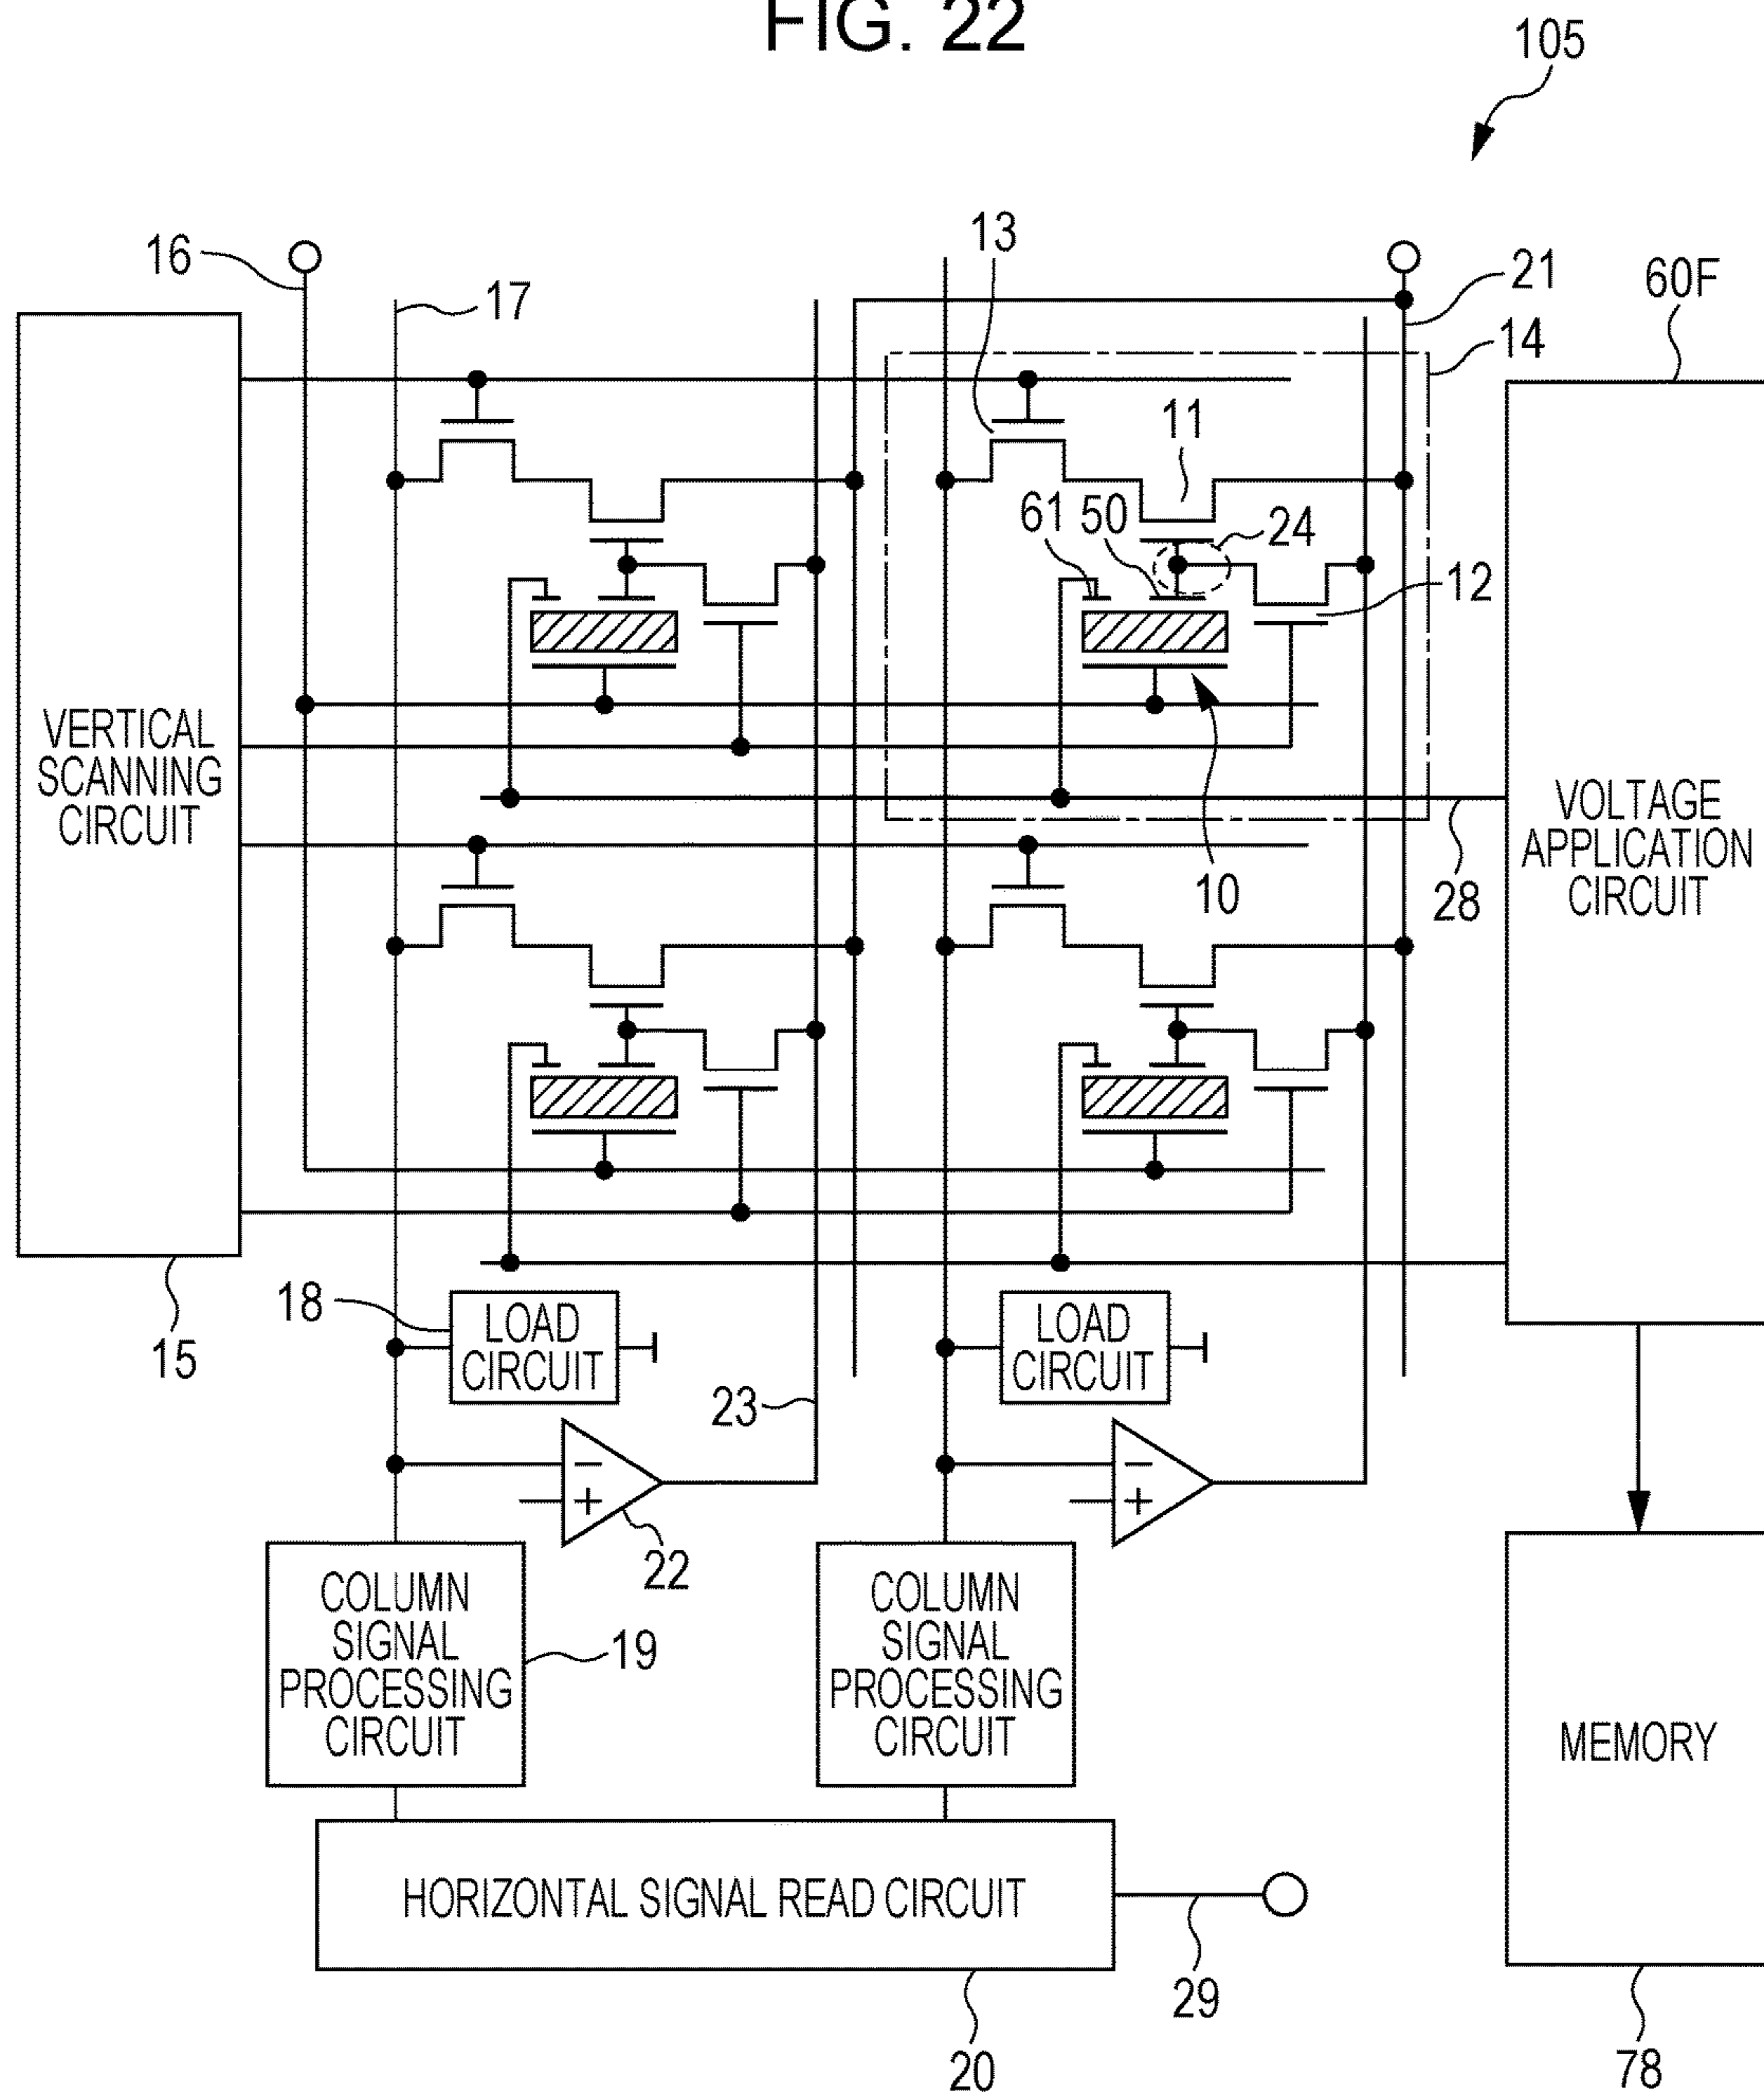 FIG. 22
105
16
17
13
21
60F
14
11
61
50
24
12
VERTICAL
SCANNING
CIRCUIT
VOLTAGE
APPLICATION
CIRCUIT
10
28
15
18
LOAD
CIRCUIT
LOAD
CIRCUIT
23
−
+
−
+
22
COLUMN
SIGNAL
PROCESSING
CIRCUIT
19
COLUMN
SIGNAL
PROCESSING
CIRCUIT
MEMORY
HORIZONTAL SIGNAL READ CIRCUIT
29
20
78